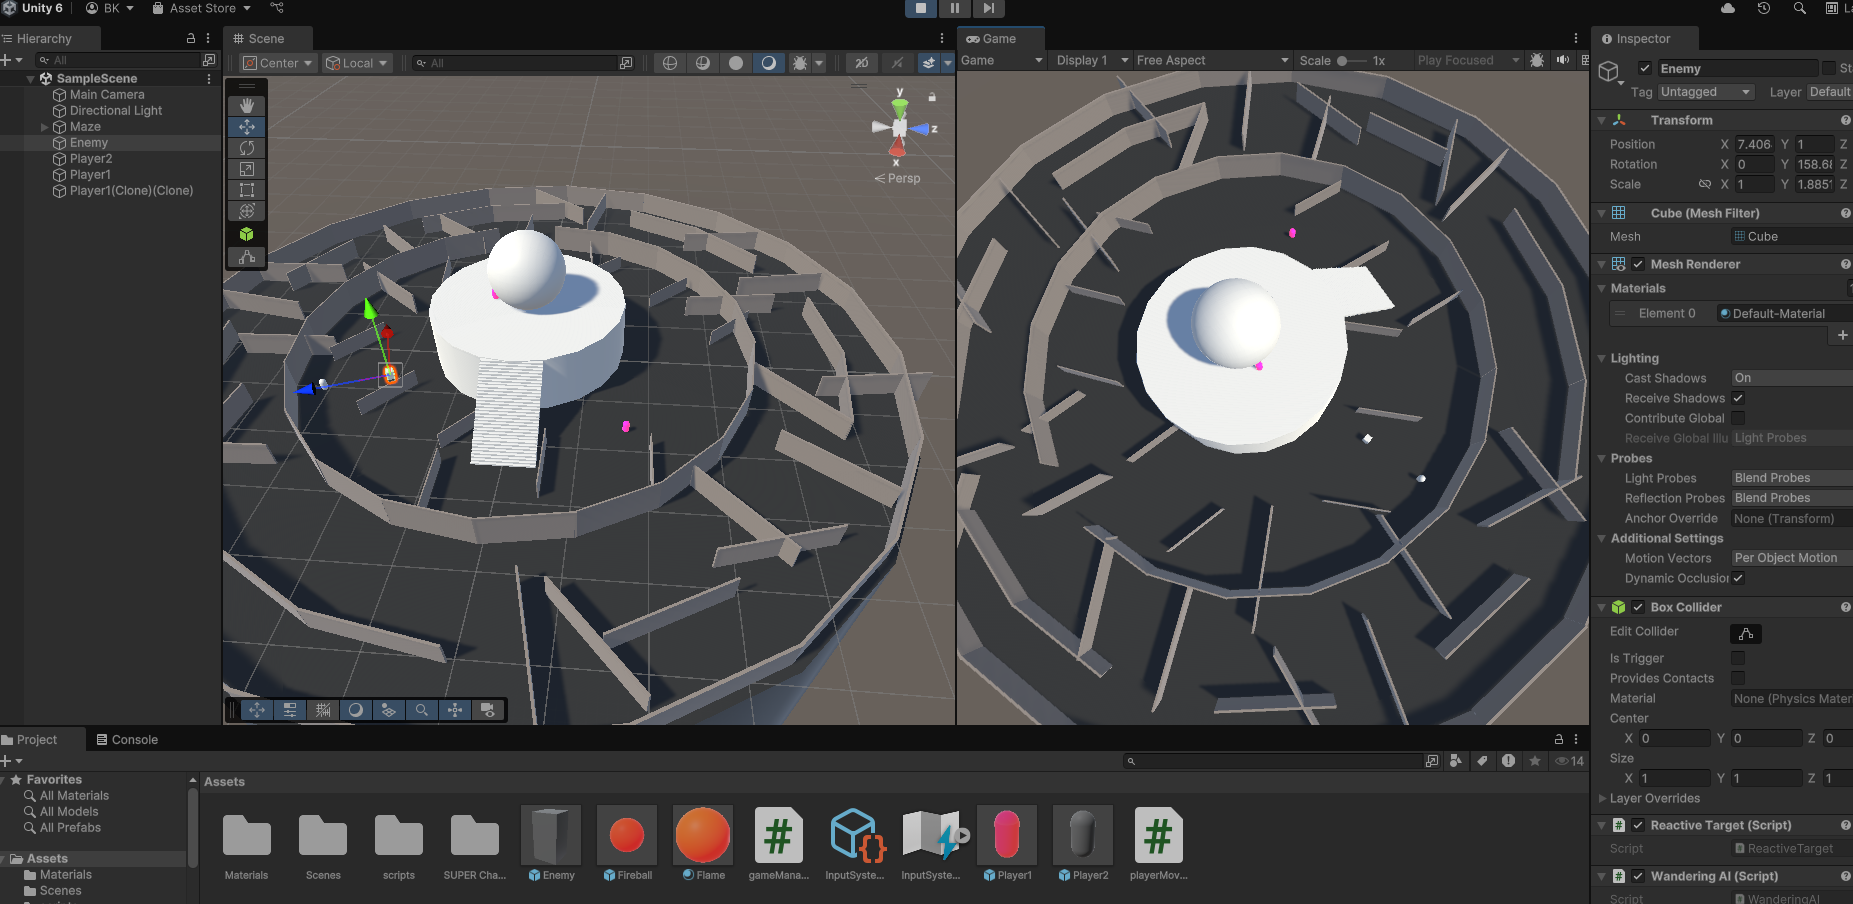 Unity 6 BK Asset Store
Hierarchy
All
SampleScene
Main Camera
Directional Light
Maze
Enemy
Player2
Player1
Player1(Clone)(Clone)
Scene
Center Local All 2D
y
z
x
Persp
Game
Game Display 1 Free Aspect Scale 1x Play Focused
Inspector
Enemy
Tag Untagged Layer Default
Transform
Position X 7.406 Y 1 Z
Rotation X 0 Y 158.68 Z
Scale X 1 Y 1.8851 Z
Cube (Mesh Filter)
Mesh Cube
Mesh Renderer
Materials
Element 0 Default-Material
Lighting
Cast Shadows On
Receive Shadows
Contribute Global
Receive Global Illu Light Probes
Probes
Light Probes Blend Probes
Reflection Probes Blend Probes
Anchor Override None (Transform)
Additional Settings
Motion Vectors Per Object Motion
Dynamic Occlusion
Box Collider
Edit Collider
Is Trigger
Provides Contacts
Material None (Physics Mater
Center
X 0 Y 0 Z 0
Size
X 1 Y 1 Z 1
Layer Overrides
Reactive Target (Script)
Script ReactiveTarget
Wandering AI (Script)
Script WanderingAI
Project Console
14
Favorites
All Materials
All Models
All Prefabs
Assets
Materials
Scenes
Assets
Materials
Scenes
scripts
SUPER Cha...
Enemy
Fireball
Flame
gameMana...
InputSyste...
InputSyste...
Player1
Player2
playerMov...